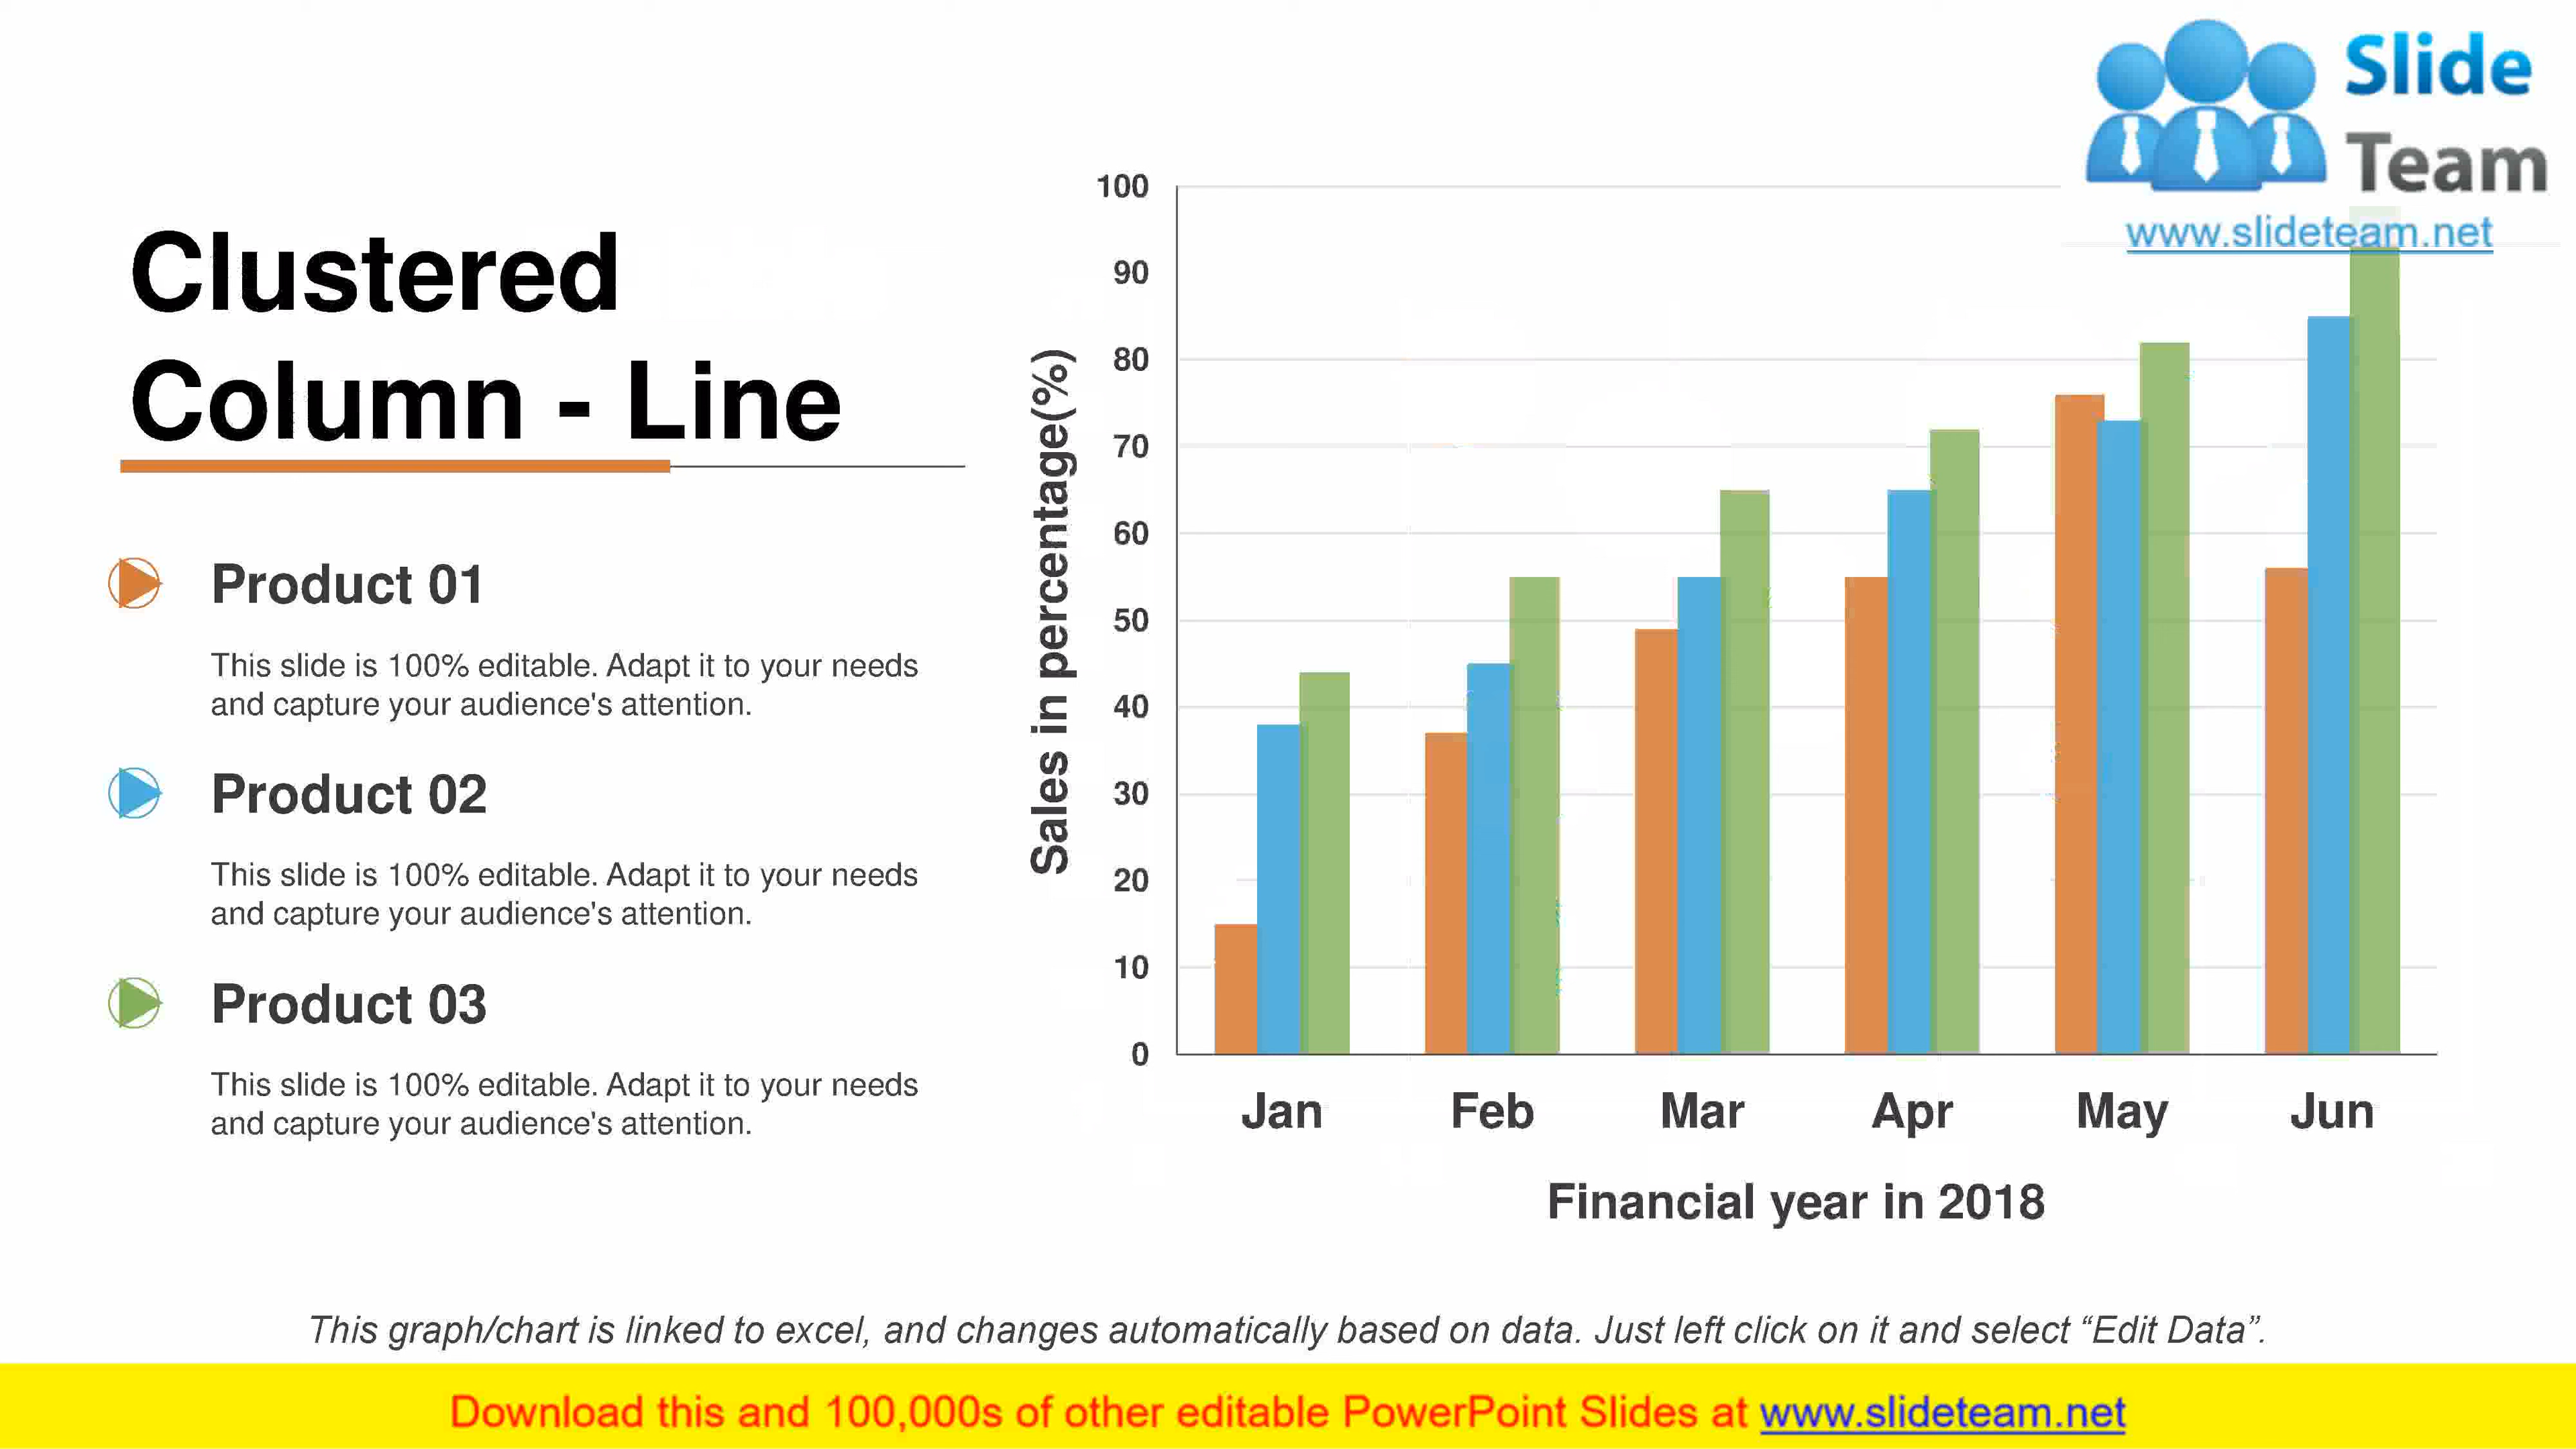 Slide
Team
www.slideteam.net
Clustered
Column - Line
Product 01
This slide is 100% editable. Adapt it to your needs
and capture your audience's attention.
Product 02
This slide is 100% editable. Adapt it to your needs
and capture your audience's attention.
Product 03
This slide is 100% editable. Adapt it to your needs
and capture your audience's attention.
Sales in percentage(%)
100
90
80
70
60
50
40
30
20
10
0
Jan Feb Mar Apr May Jun
Financial year in 2018
This graph/chart is linked to excel, and changes automatically based on data. Just left click on it and select “Edit Data”.
Download this and 100,000s of other editable PowerPoint Slides at www.slideteam.net